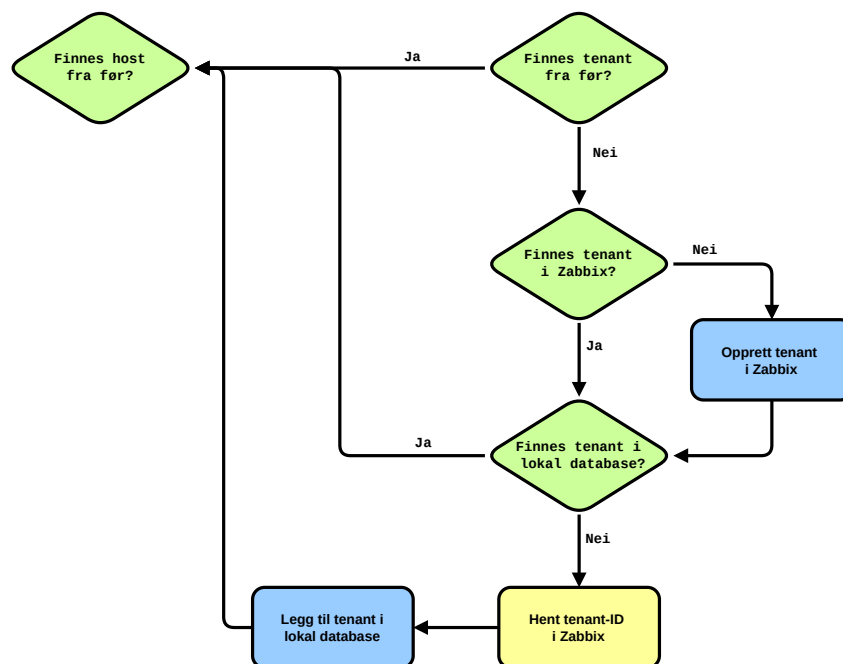 Finnes host
fra før?
Ja
Finnes tenant
fra før?
Nei
Finnes tenant
i Zabbix?
Nei
Opprett tenant
i Zabbix
Ja
Ja
Finnes tenant i
lokal database?
Nei
Legg til tenant i
lokal database
Hent tenant-ID
i Zabbix